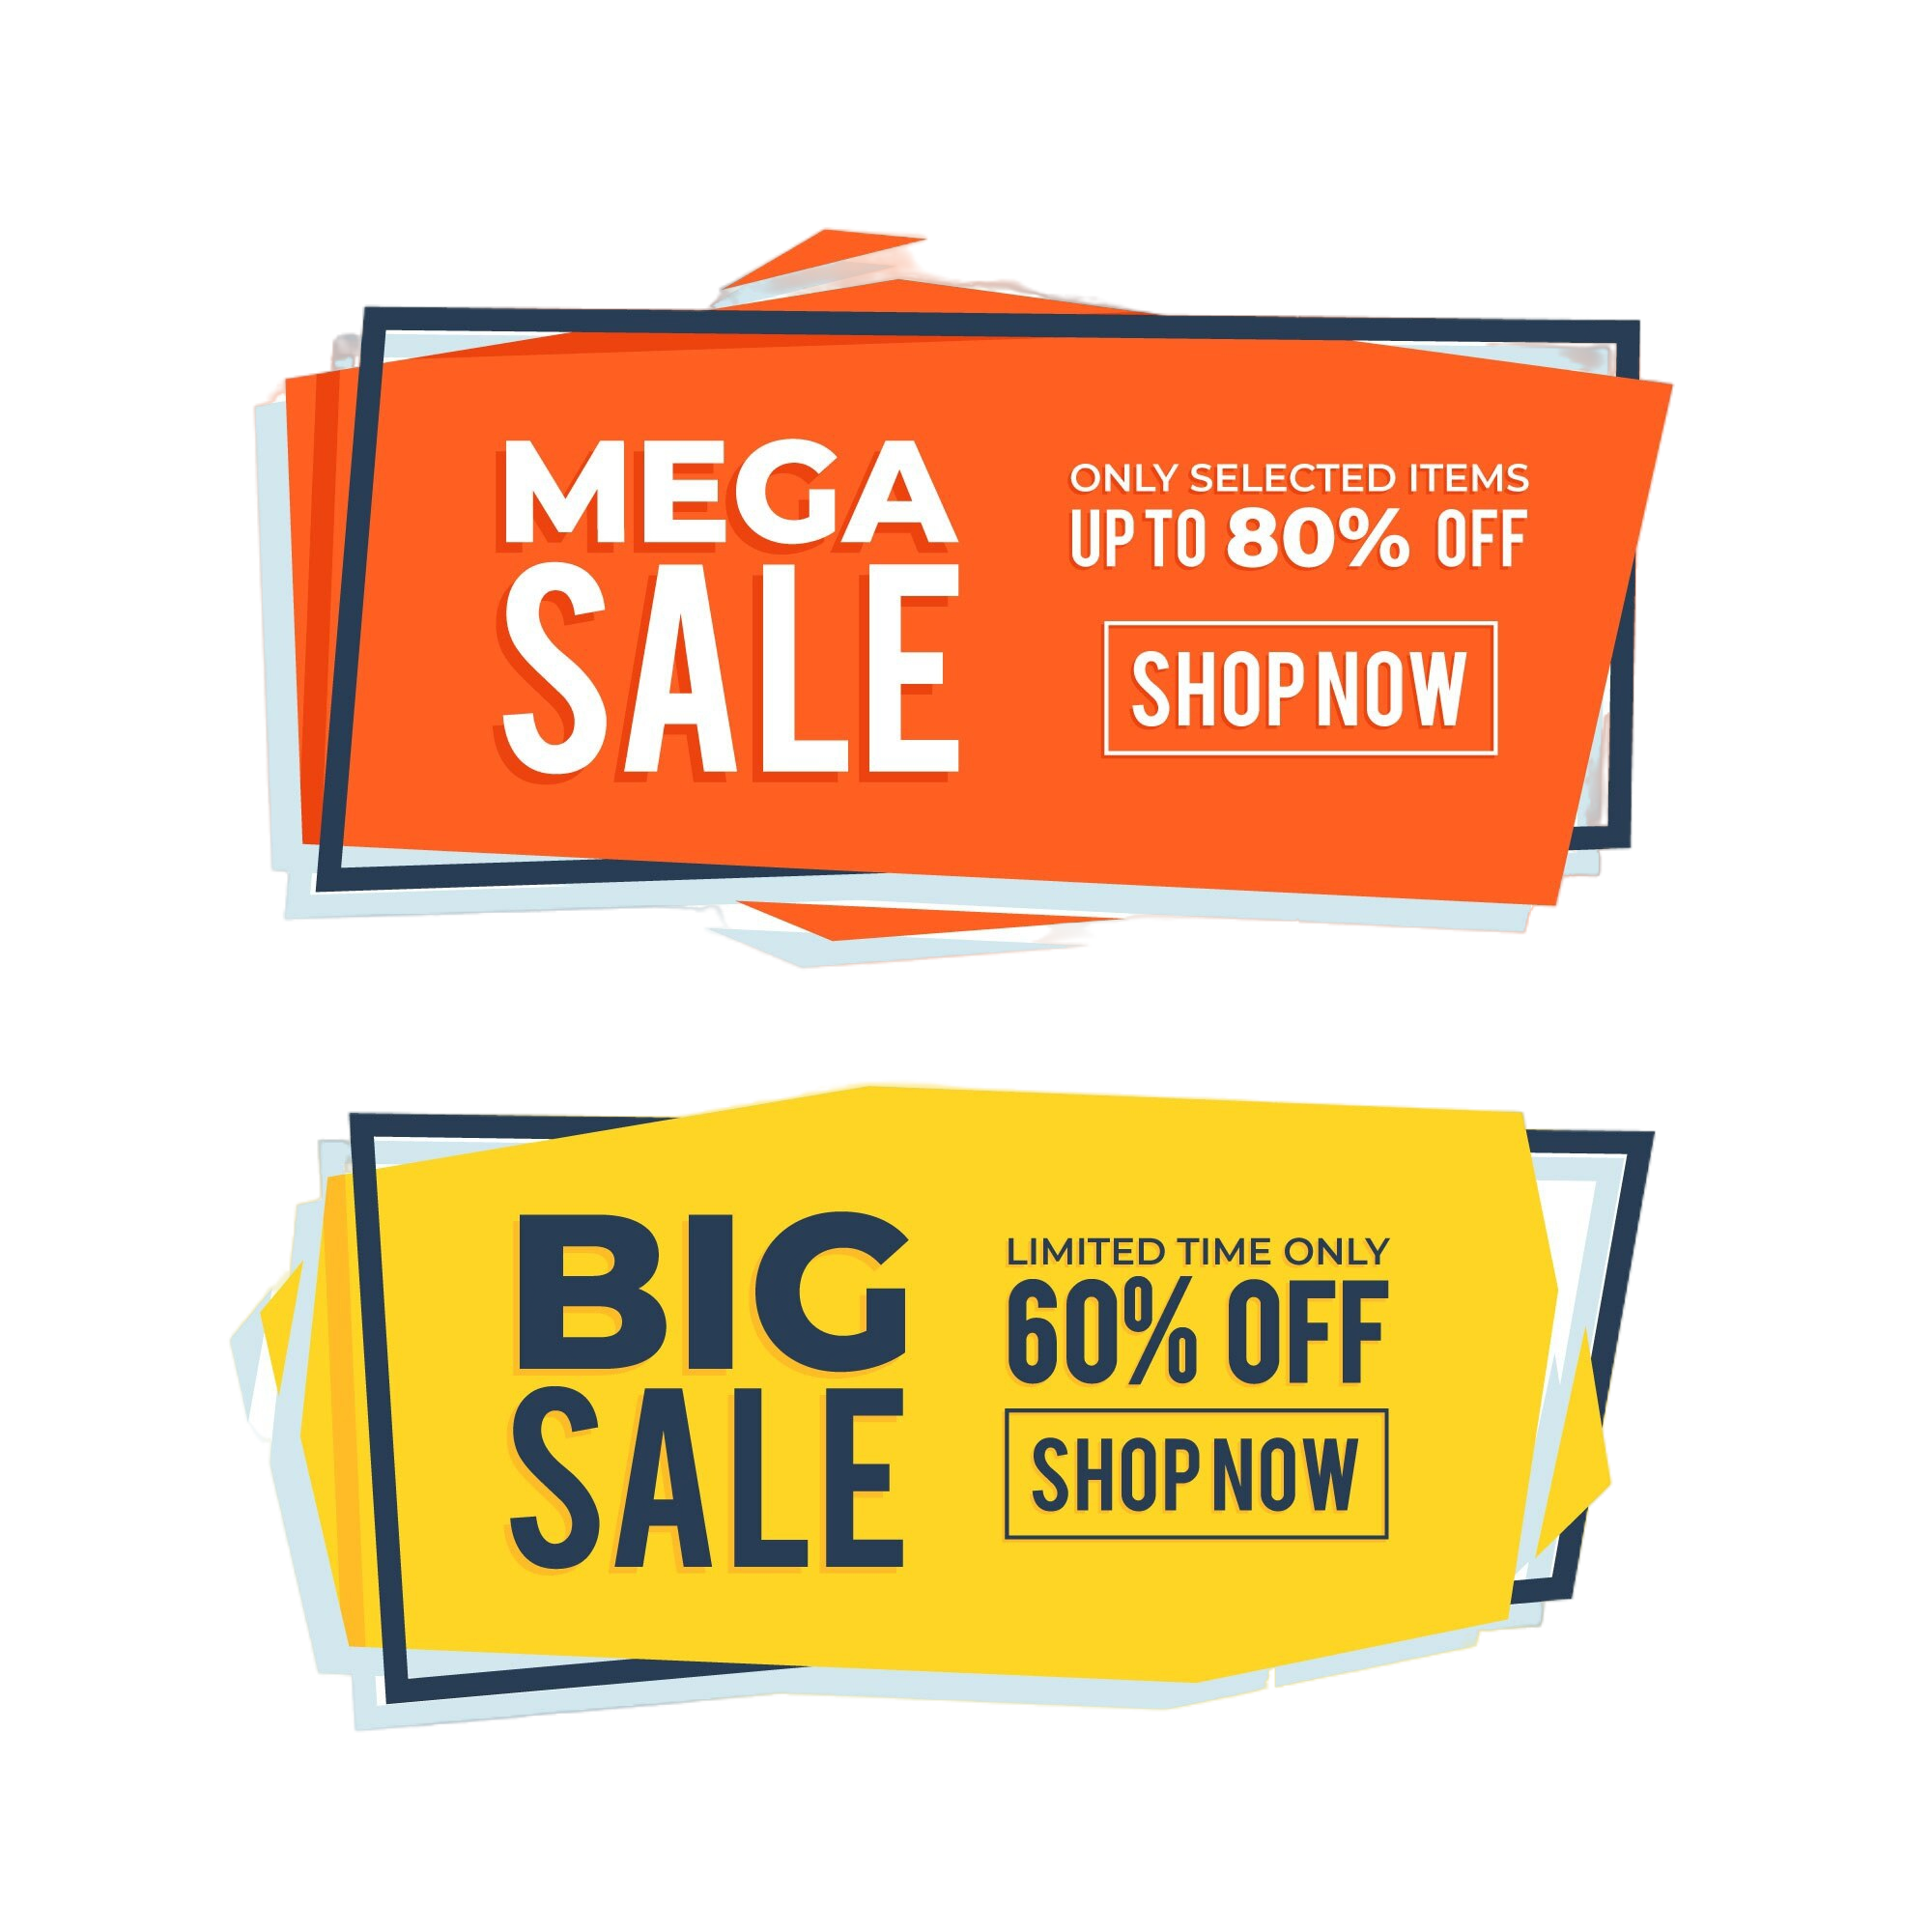 MEGA
SALE
ONLY SELECTED ITEMS
UP TO 80% OFF
SHOP NOW
BIG
SALE
LIMITED TIME ONLY
60% OFF
SHOP NOW